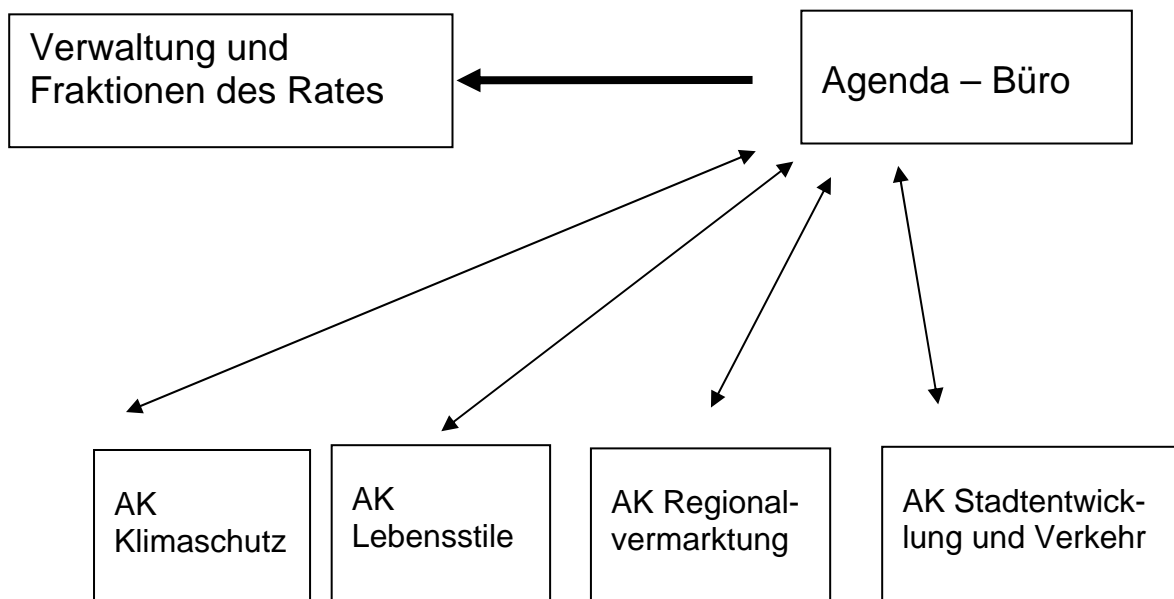 Verwaltung und
Fraktionen des Rates
Agenda – Büro
AK
Klimaschutz
AK
Lebensstile
AK Regional-
vermarktung
AK Stadtentwick-
lung und Verkehr